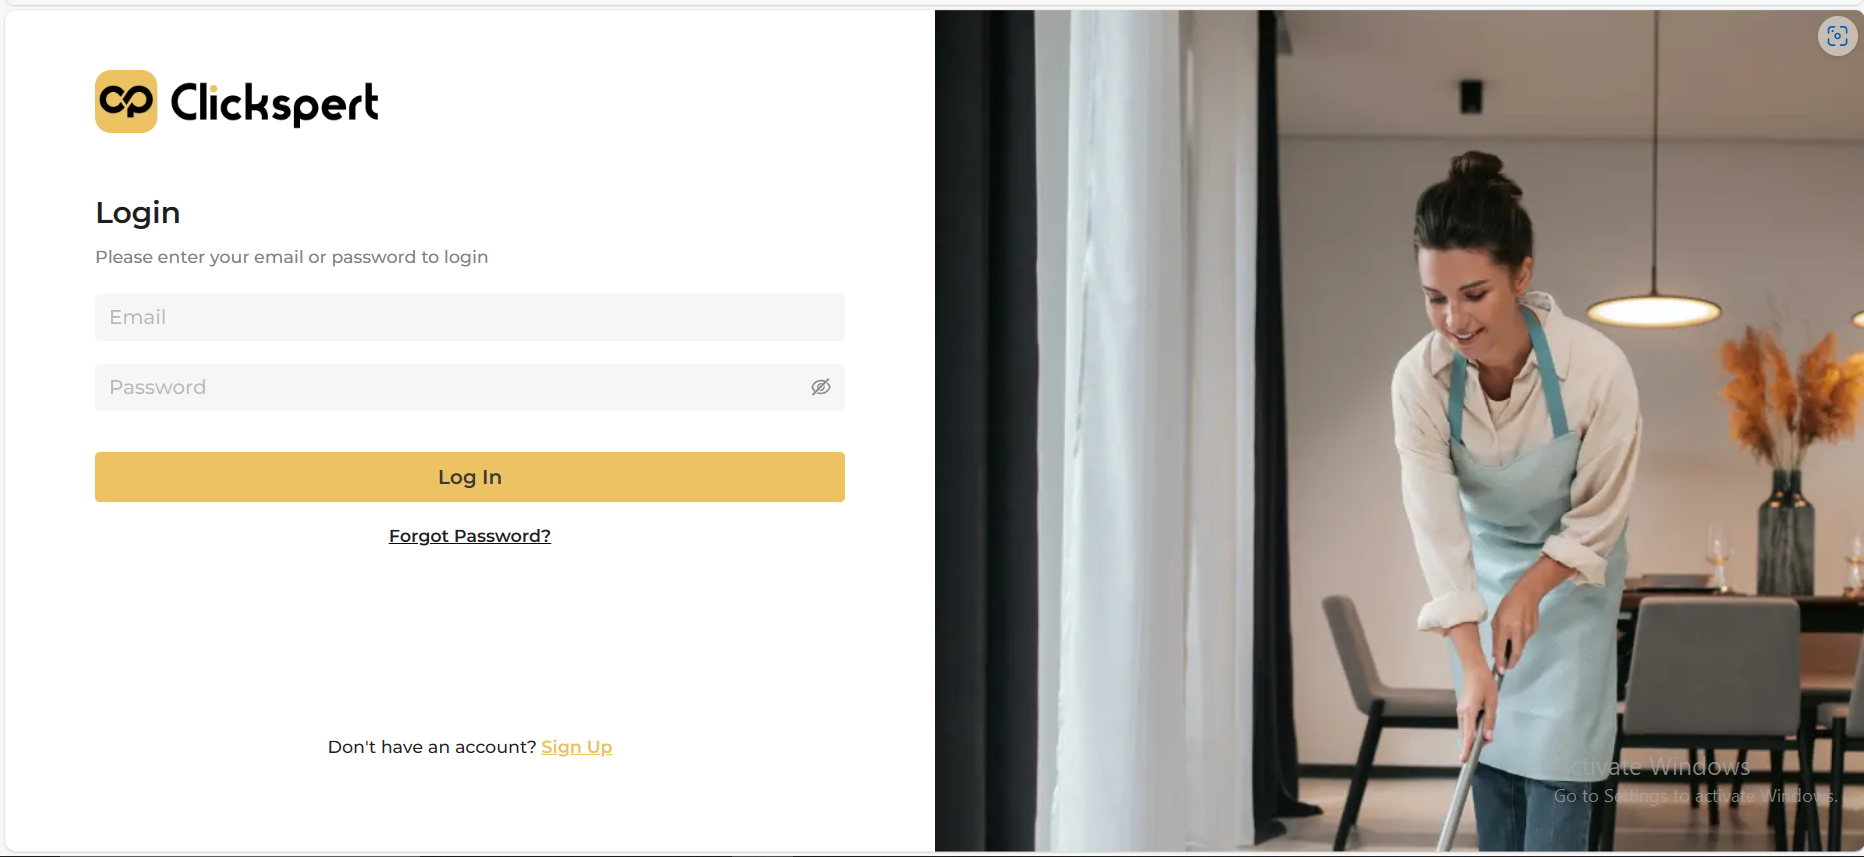 Clickspert
Login
Please enter your email or password to login
Email
Password
Log In
Forgot Password?
Don't have an account? Sign Up
Activate Windows
Go to Settings to activate Windows.